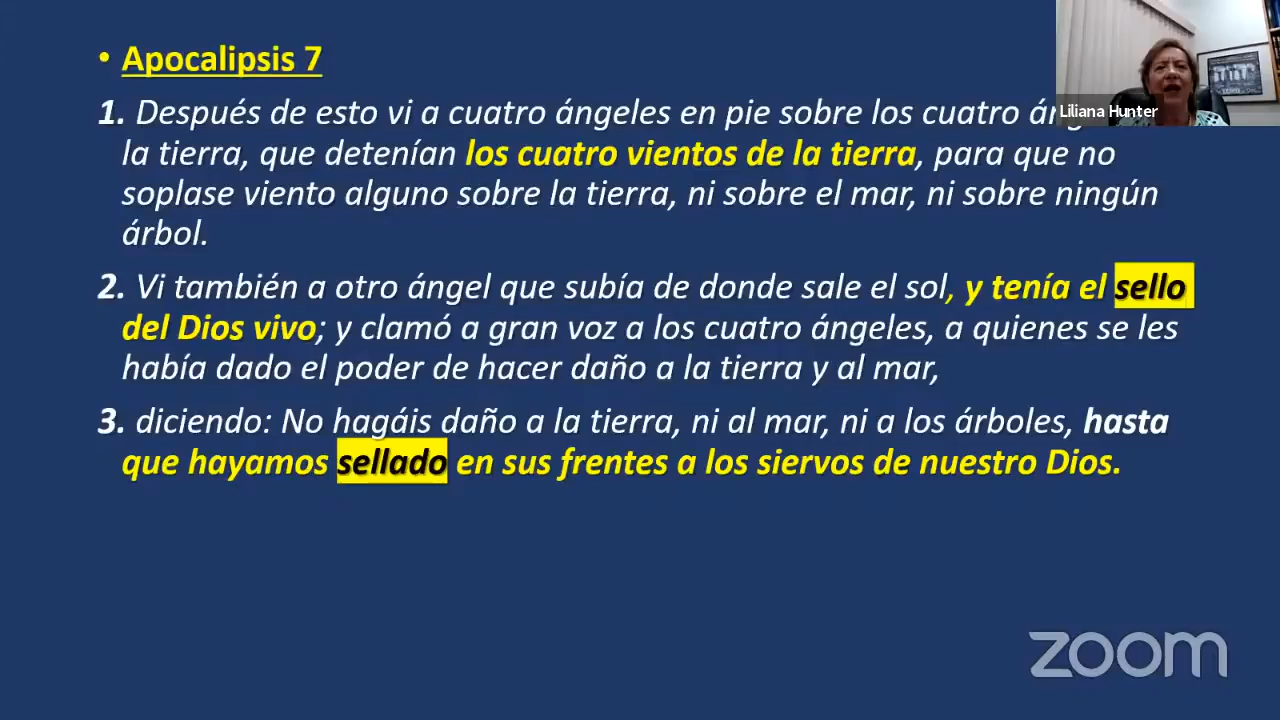 • Apocalipsis 7
1. Después de esto vi a cuatro ángeles en pie sobre los cuatro
la tierra, que detenían los cuatro vientos de la tierra, para que no
soplase viento alguno sobre la tierra, ni sobre el mar, ni sobre ningún
árbol.
2. Vi también a otro ángel que subía de donde sale el sol, y tenía el sello
del Dios vivo; y clamó a gran voz a los cuatro ángeles, a quienes se les
había dado el poder de hacer daño a la tierra y al mar,
3. diciendo: No hagáis daño a la tierra, ni al mar, ni a los árboles, hasta
que hayamos sellado en sus frentes a los siervos de nuestro Dios.
Liliana Hunter
zoom